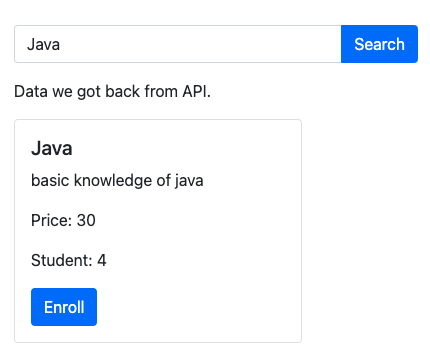 Java
Search
Data we got back from API.
Java
basic knowledge of java
Price: 30
Student: 4
Enroll